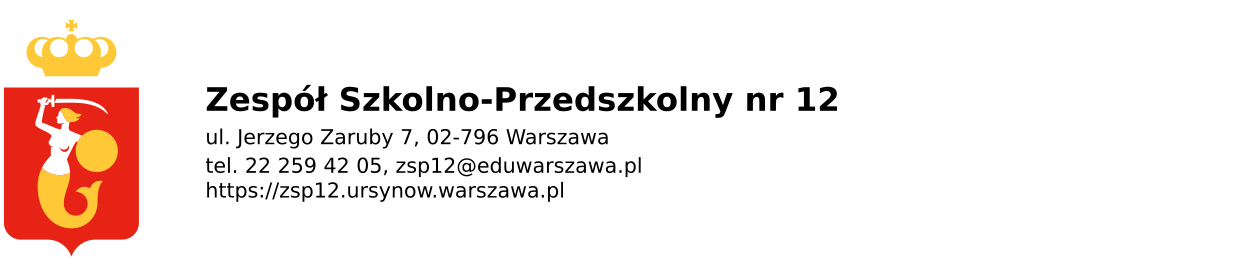 Zespół Szkolno-Przedszkolny nr 12
ul. Jerzego Zaruby 7, 02-796 Warszawa
tel. 22 259 42 05, zsp12@eduwarszawa.pl
https://zsp12.ursynow.warszawa.pl